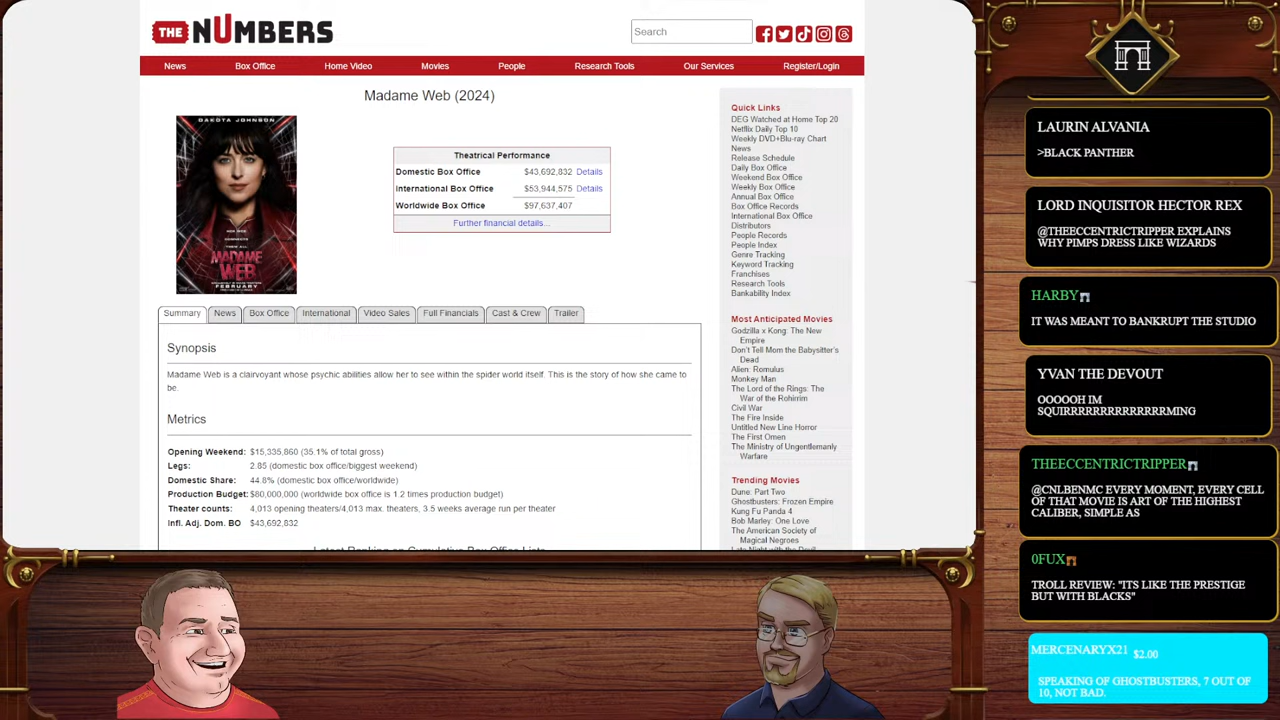 THE NUMBERS
Search
News Box Office Home Video Movies People Research Tools Our Services Register/Login
Madame Web (2024)
DAKOTA JOHNSON
MADAME
WEB
FEBRUARY
Theatrical Performance
Domestic Box Office $43,692,832 Details
International Box Office $53,944,575 Details
Worldwide Box Office $97,637,407
Further financial details...
Summary News Box Office International Video Sales Full Financials Cast & Crew Trailer
Synopsis
Madame Web is a clairvoyant whose psychic abilities allow her to see within the spider world itself. This is the story of how she came to
be.
Metrics
Opening Weekend: $15,335,860 (35.1% of total gross)
Legs: 2.85 (domestic box office/biggest weekend)
Domestic Share: 44.8% (domestic box office/worldwide)
Production Budget: $80,000,000 (worldwide box office is 1.2 times production budget)
Theater counts: 4,013 opening theaters/4,013 max. theaters, 3.5 weeks average run per theater
Infl. Adj. Dom. BO $43,692,832
Latest Ranking on Cumulative Box Office Lists
Quick Links
DEG Watched at Home Top 20
Netflix Daily Top 10
Weekly DVD+Blu-ray Chart
News
Release Schedule
Daily Box Office
Weekend Box Office
Weekly Box Office
Annual Box Office
Box Office Records
International Box Office
Distributors
People Records
People Index
Genre Tracking
Keyword Tracking
Franchises
Research Tools
Bankability Index
Most Anticipated Movies
Godzilla x Kong: The New
Empire
Don't Tell Mom the Babysitter's
Dead
Alien: Romulus
Monkey Man
The Lord of the Rings: The
War of the Rohirrim
Civil War
The Fire Inside
Untitled New Line Horror
The First Omen
The Ministry of Ungentlemanly
Warfare
Trending Movies
Dune: Part Two
Ghostbusters: Frozen Empire
Kung Fu Panda 4
Bob Marley: One Love
The American Society of
Magical Negroes
Late Night with the Devil
LAURIN ALVANIA
>BLACK PANTHER
LORD INQUISITOR HECTOR REX
@THEECCENTRICTRIPPER EXPLAINS
WHY PIMPS DRESS LIKE WIZARDS
HARBY
IT WAS MEANT TO BANKRUPT THE STUDIO
YVAN THE DEVOUT
OOOOOH IM
SQUIRRRRRRRRRRRRRRMING
THEECCENTRICTRIPPER
@CNLBENMC EVERY MOMENT, EVERY CELL
OF THAT MOVIE IS ART OF THE HIGHEST
CALIBER, SIMPLE AS
0FUX
TROLL REVIEW: "ITS LIKE THE PRESTIGE
BUT WITH BLACKS"
MERCENARYX21 $2.00
SPEAKING OF GHOSTBUSTERS, 7 OUT OF
10, NOT BAD.